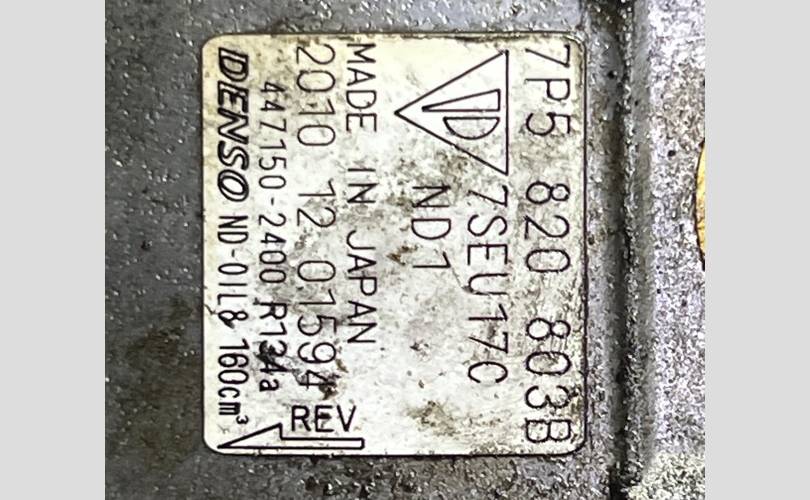 7P5 820 803B
7SEU17C
ND1
MADE IN JAPAN
2010 12 01594
447150-2400 R134a
DENSO ND-OIL8 160cm³
REV